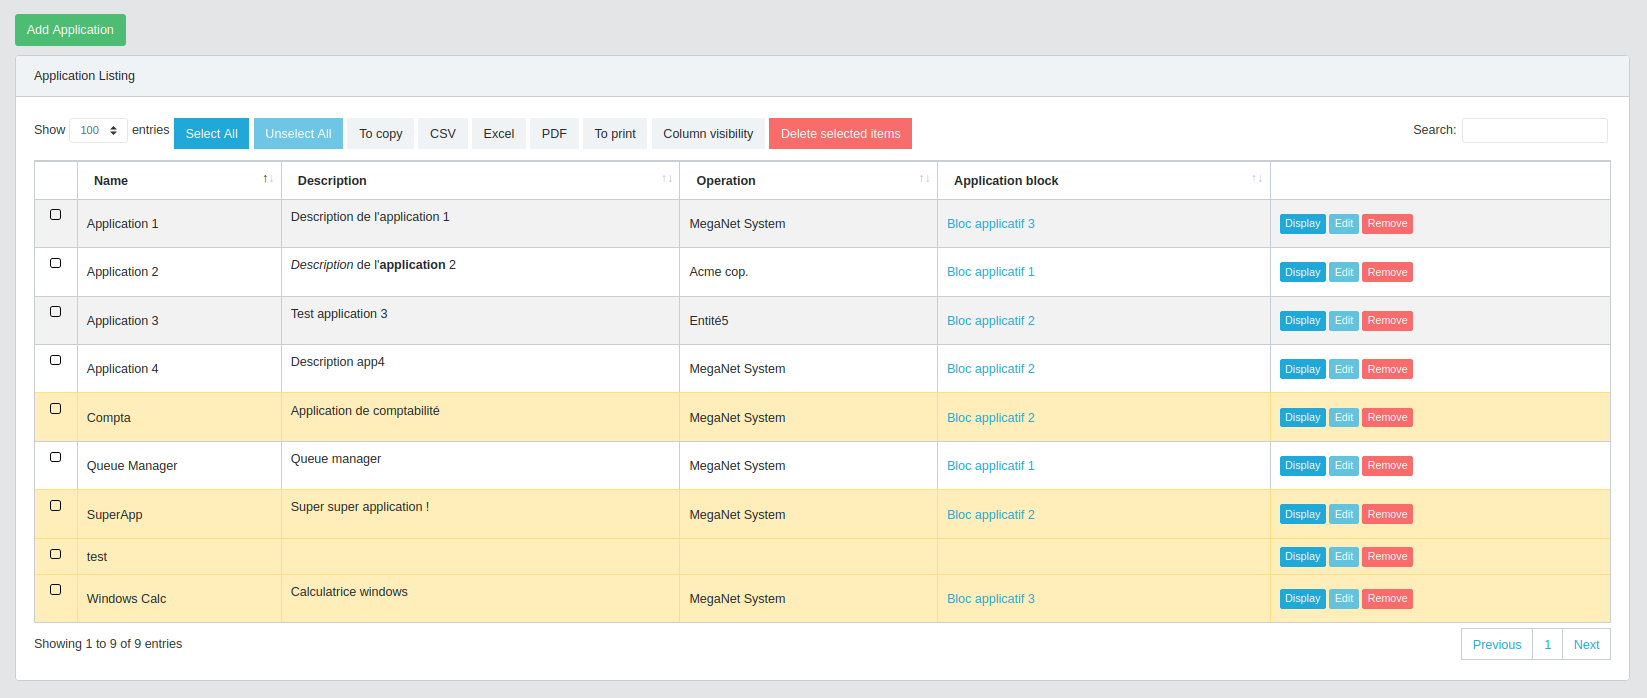 Add Application
Application Listing
Show 100 entries Select All Unselect All To copy CSV Excel PDF To print Column visibility Delete selected items Search:
Name Description Operation Application block
Application 1 Description de l'application 1 MegaNet System Bloc applicatif 3 Display Edit Remove
Application 2 Description de l'application 2 Acme cop. Bloc applicatif 1 Display Edit Remove
Application 3 Test application 3 Entité5 Bloc applicatif 2 Display Edit Remove
Application 4 Description app4 MegaNet System Bloc applicatif 2 Display Edit Remove
Compta Application de comptabilité MegaNet System Bloc applicatif 2 Display Edit Remove
Queue Manager Queue manager MegaNet System Bloc applicatif 1 Display Edit Remove
SuperApp Super super application ! MegaNet System Bloc applicatif 2 Display Edit Remove
test Display Edit Remove
Windows Calc Calculatrice windows MegaNet System Bloc applicatif 3 Display Edit Remove
Showing 1 to 9 of 9 entries Previous 1 Next